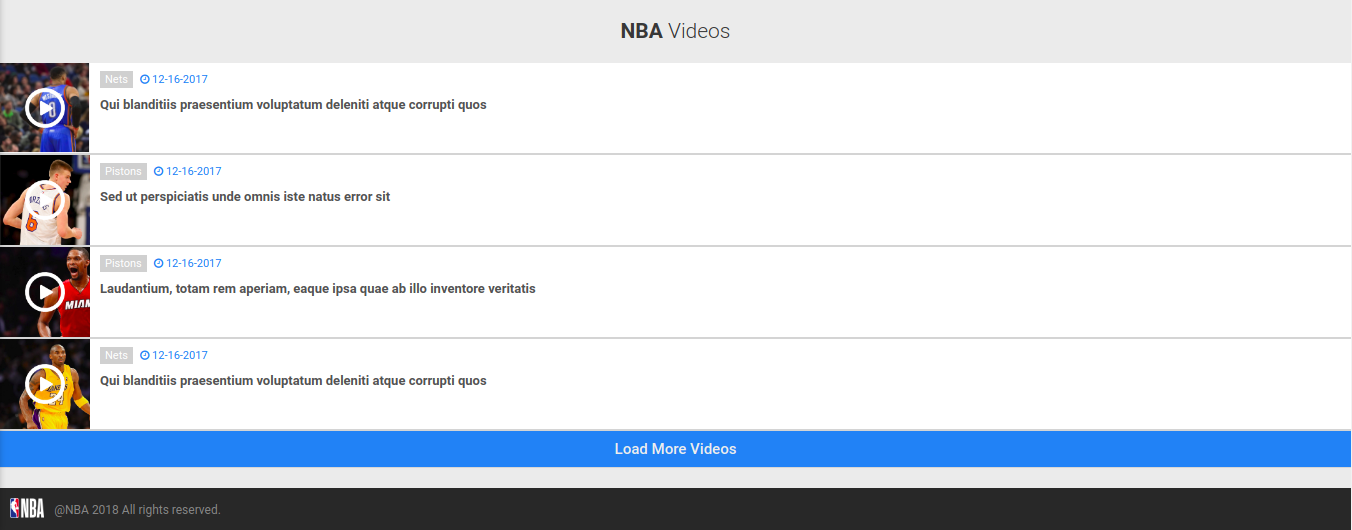 NBA Videos
Nets 12-16-2017
Qui blanditiis praesentium voluptatum deleniti atque corrupti quos
Pistons 12-16-2017
Sed ut perspiciatis unde omnis iste natus error sit
6
Pistons 12-16-2017
Laudantium, totam rem aperiam, eaque ipsa quae ab illo inventore veritatis
MIAMI
Nets 12-16-2017
Qui blanditiis praesentium voluptatum deleniti atque corrupti quos
Load More Videos
NBA @NBA 2018 All rights reserved.